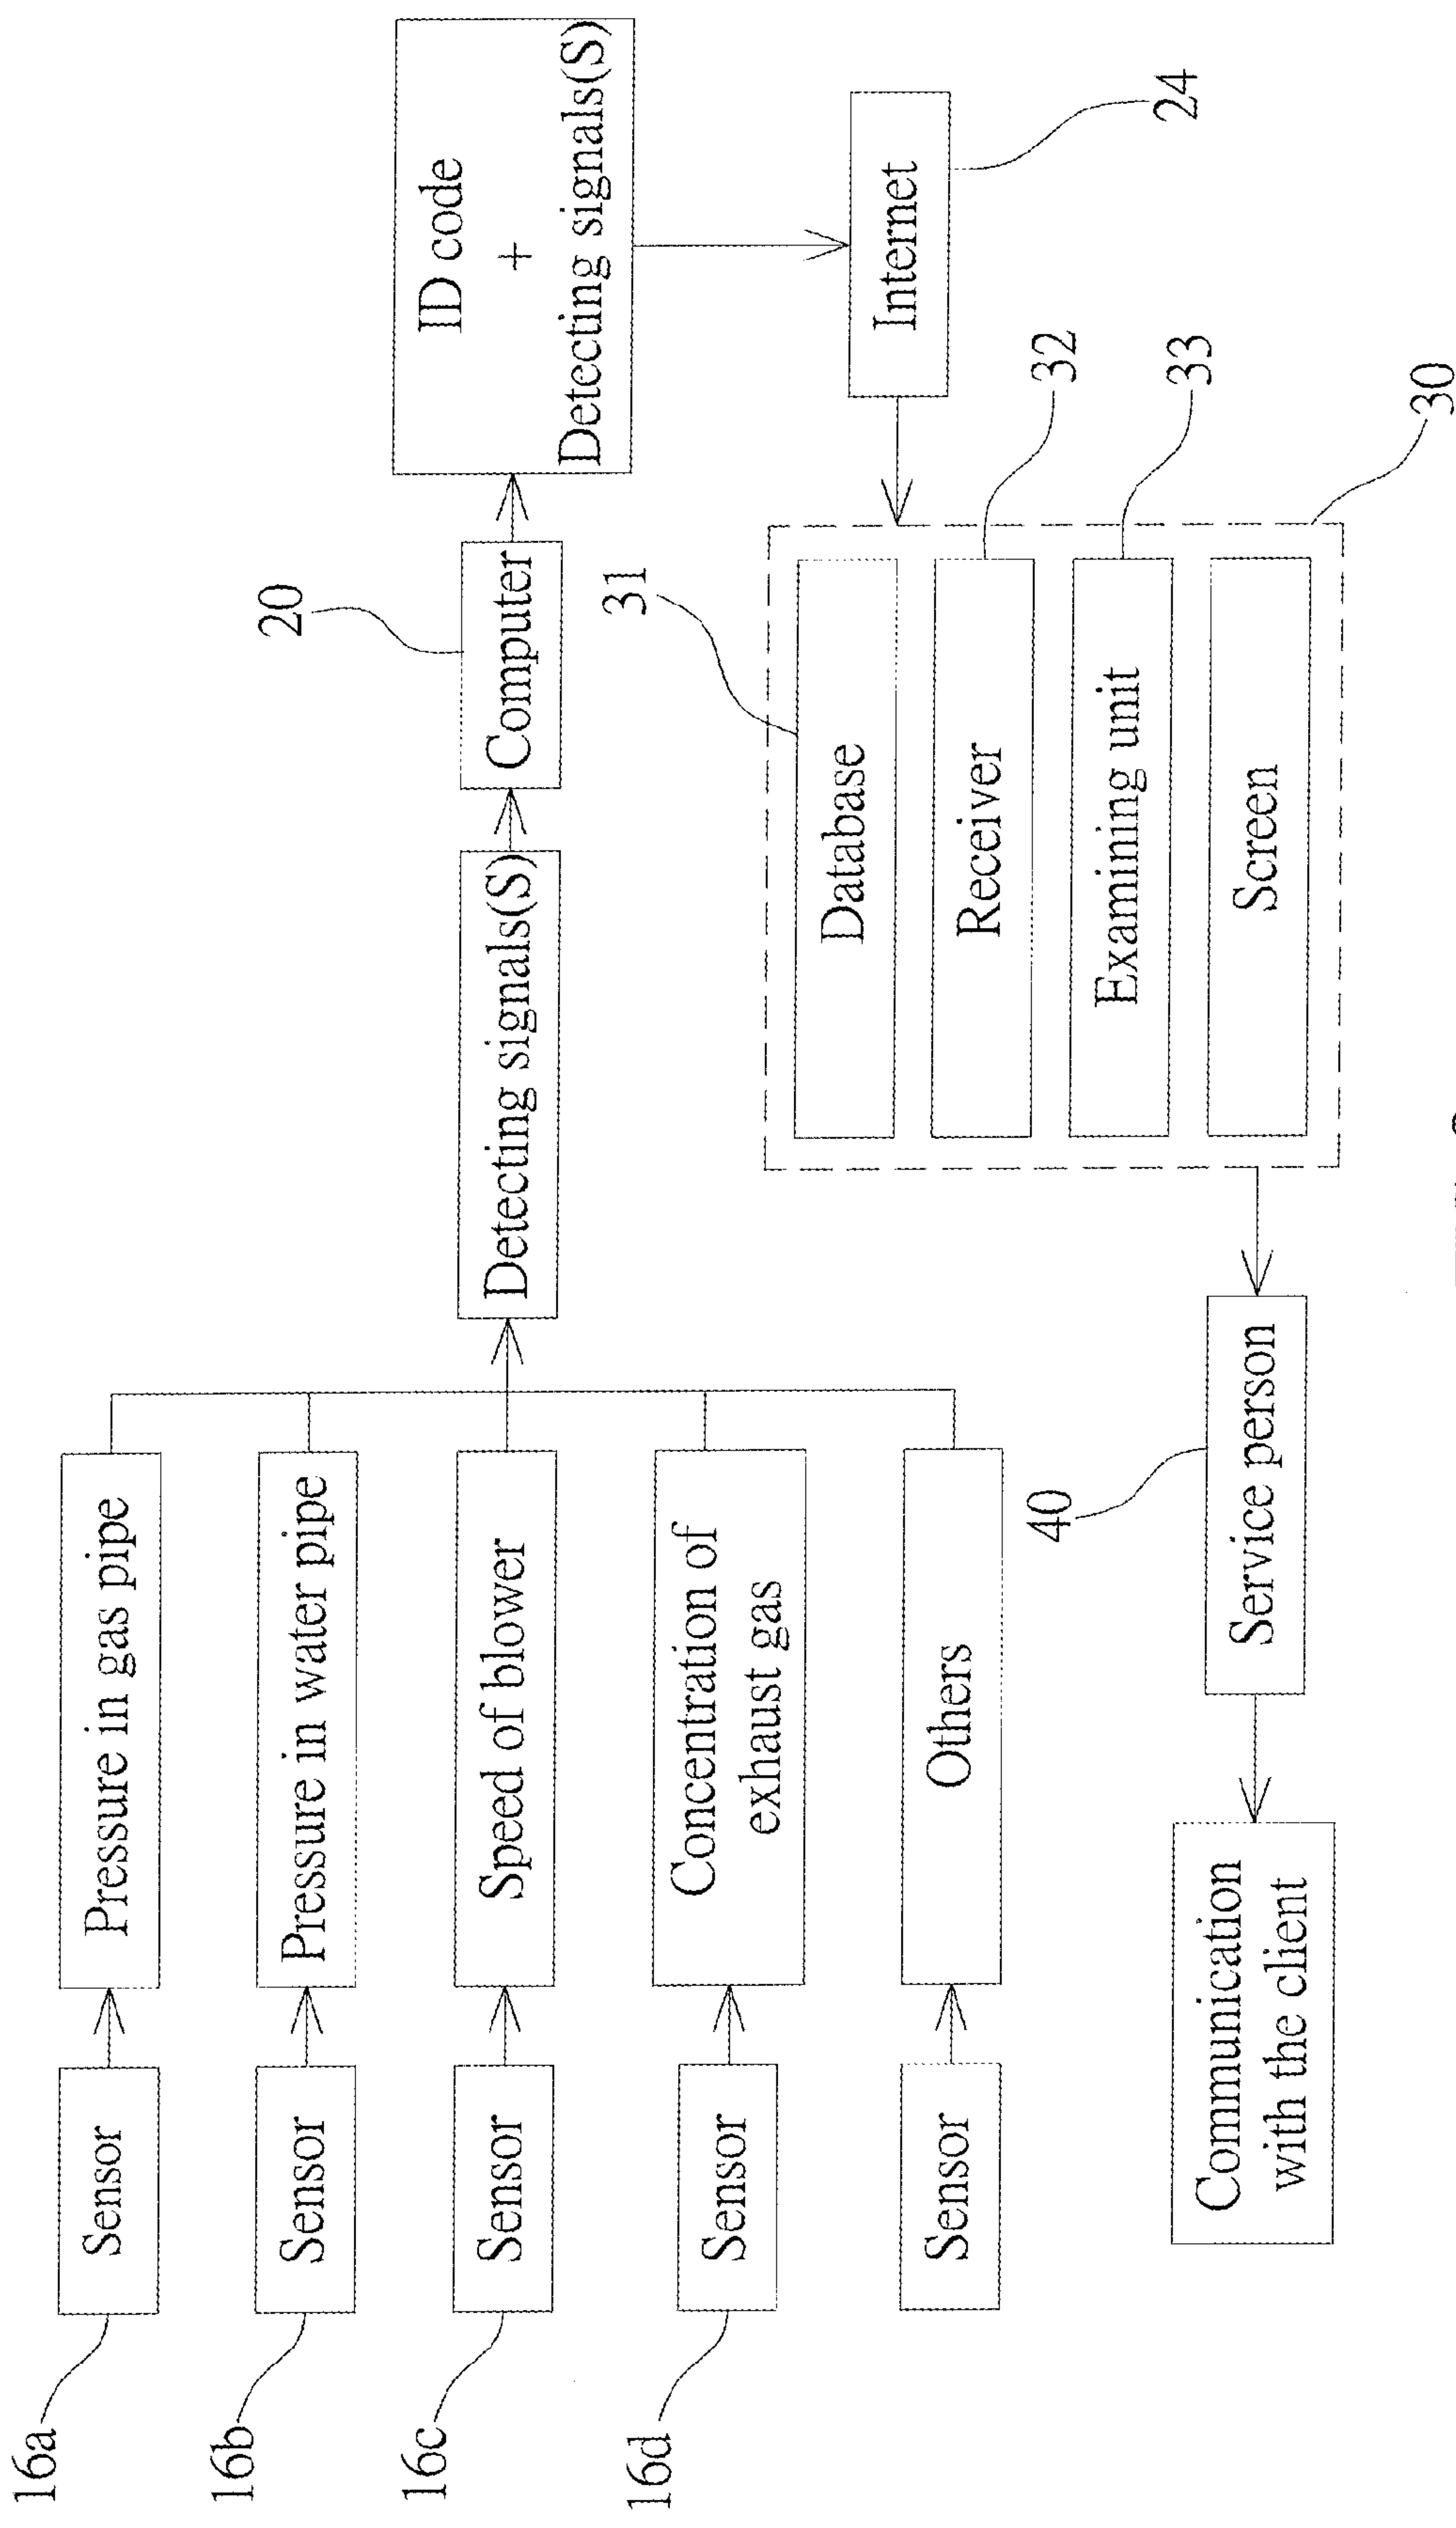 16a
Sensor
Pressure in gas pipe
16b
Sensor
Pressure in water pipe
16c
Sensor
Speed of blower
16d
Sensor
Concentration of
exhaust gas
Sensor
Others
Detecting signals(S)
20
Computer
ID code
+
Detecting signals(S)
Internet
24
31
Database
Receiver
32
Examining unit
33
Screen
30
40
Service person
Communication
with the client